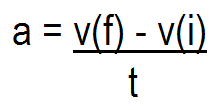 a = v(f) - v(i)
t